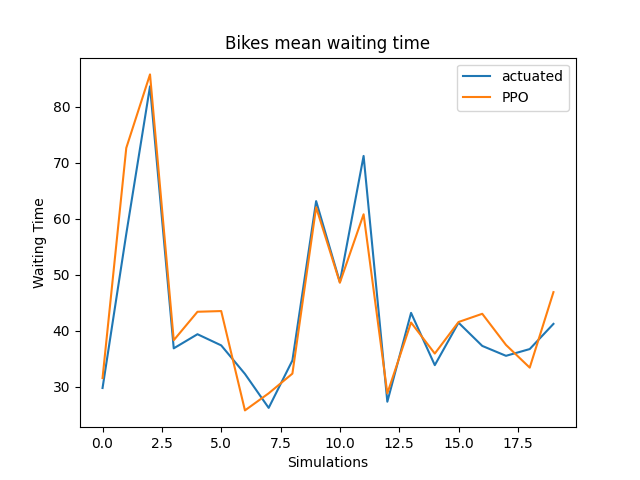 Bikes mean waiting time
actuated
PPO
Waiting Time
80
70
60
50
40
30
0.0 2.5 5.0 7.5 10.0 12.5 15.0 17.5
Simulations